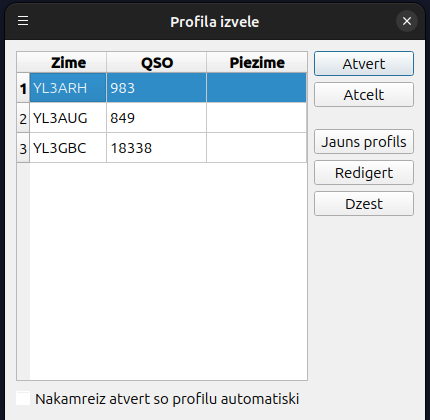 Profila izvele
Zime QSO Piezime
1 YL3ARH 983
2 YL3AUG 849
3 YL3GBC 18338
Atvert
Atcelt
Jauns profils
Redigert
Dzest
Nakamreiz atvert so profilu automatiski